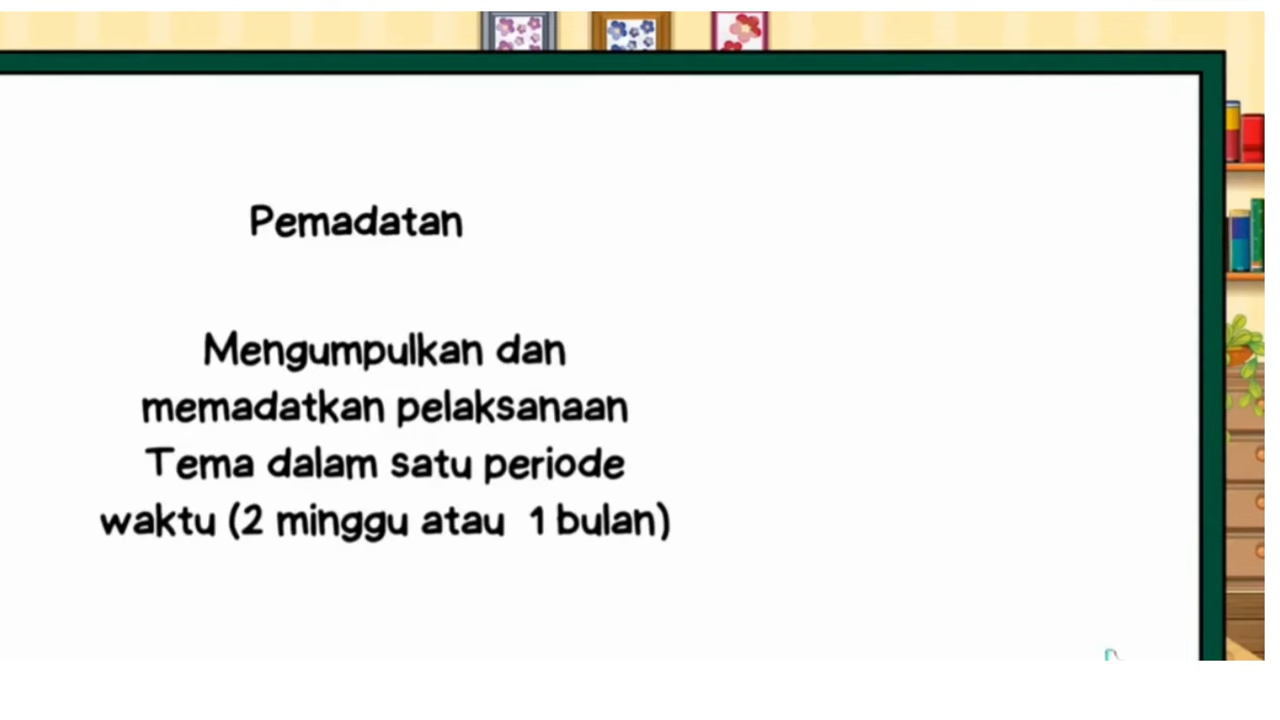 Pemadatan
Mengumpulkan dan
memadatkan pelaksanaan
Tema dalam satu periode
waktu (2 minggu atau 1 bulan)